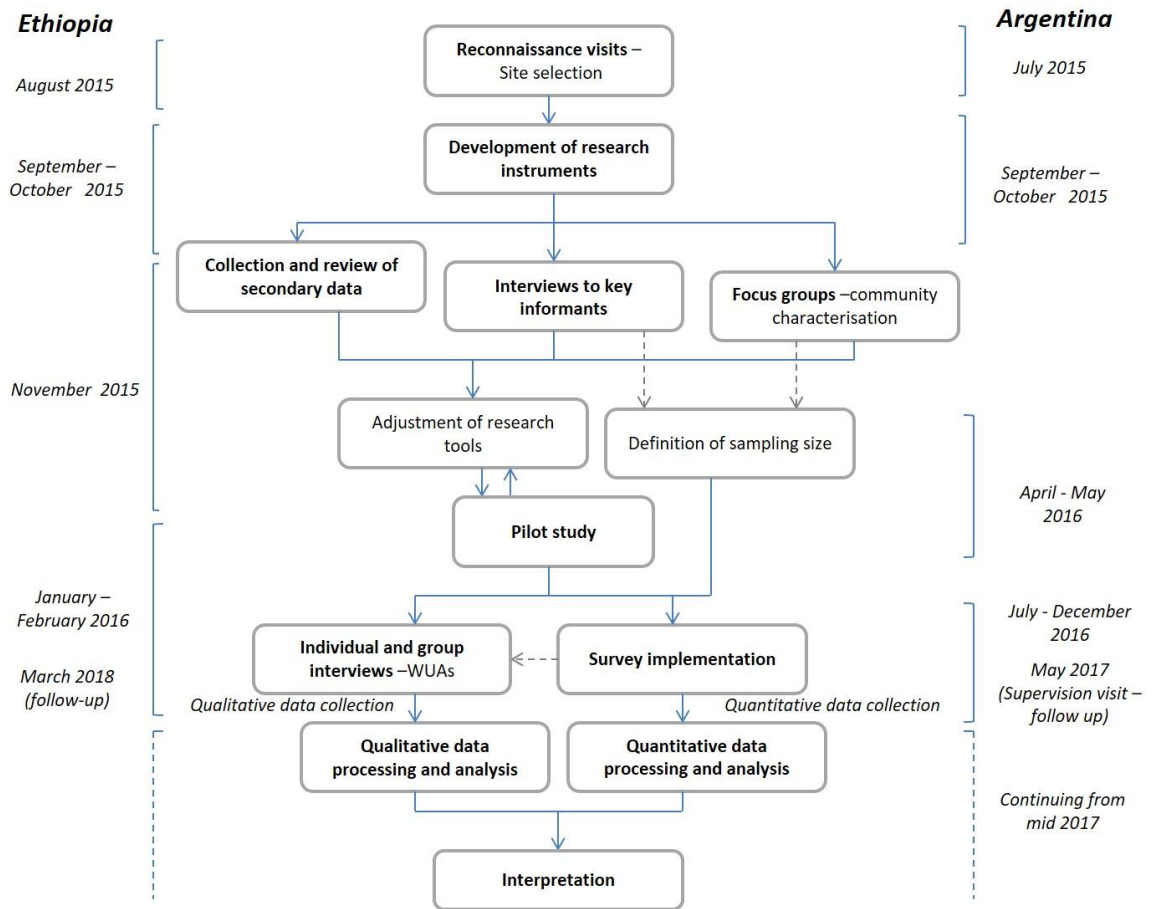 Ethiopia
Argentina
Reconnaissance visits –
Site selection
August 2015
July 2015
Development of research
instruments
September –
October 2015
September –
October 2015
Collection and review of
secondary data
Interviews to key
informants
Focus groups –community
characterisation
November 2015
Adjustment of research
tools
Definition of sampling size
April - May
2016
Pilot study
January –
February 2016
March 2018
(follow-up)
July - December
2016
May 2017
(Supervision visit –
follow up)
Individual and group
interviews –WUAs
Survey implementation
Qualitative data collection
Quantitative data collection
Qualitative data
processing and analysis
Quantitative data
processing and analysis
Continuing from
mid 2017
Interpretation